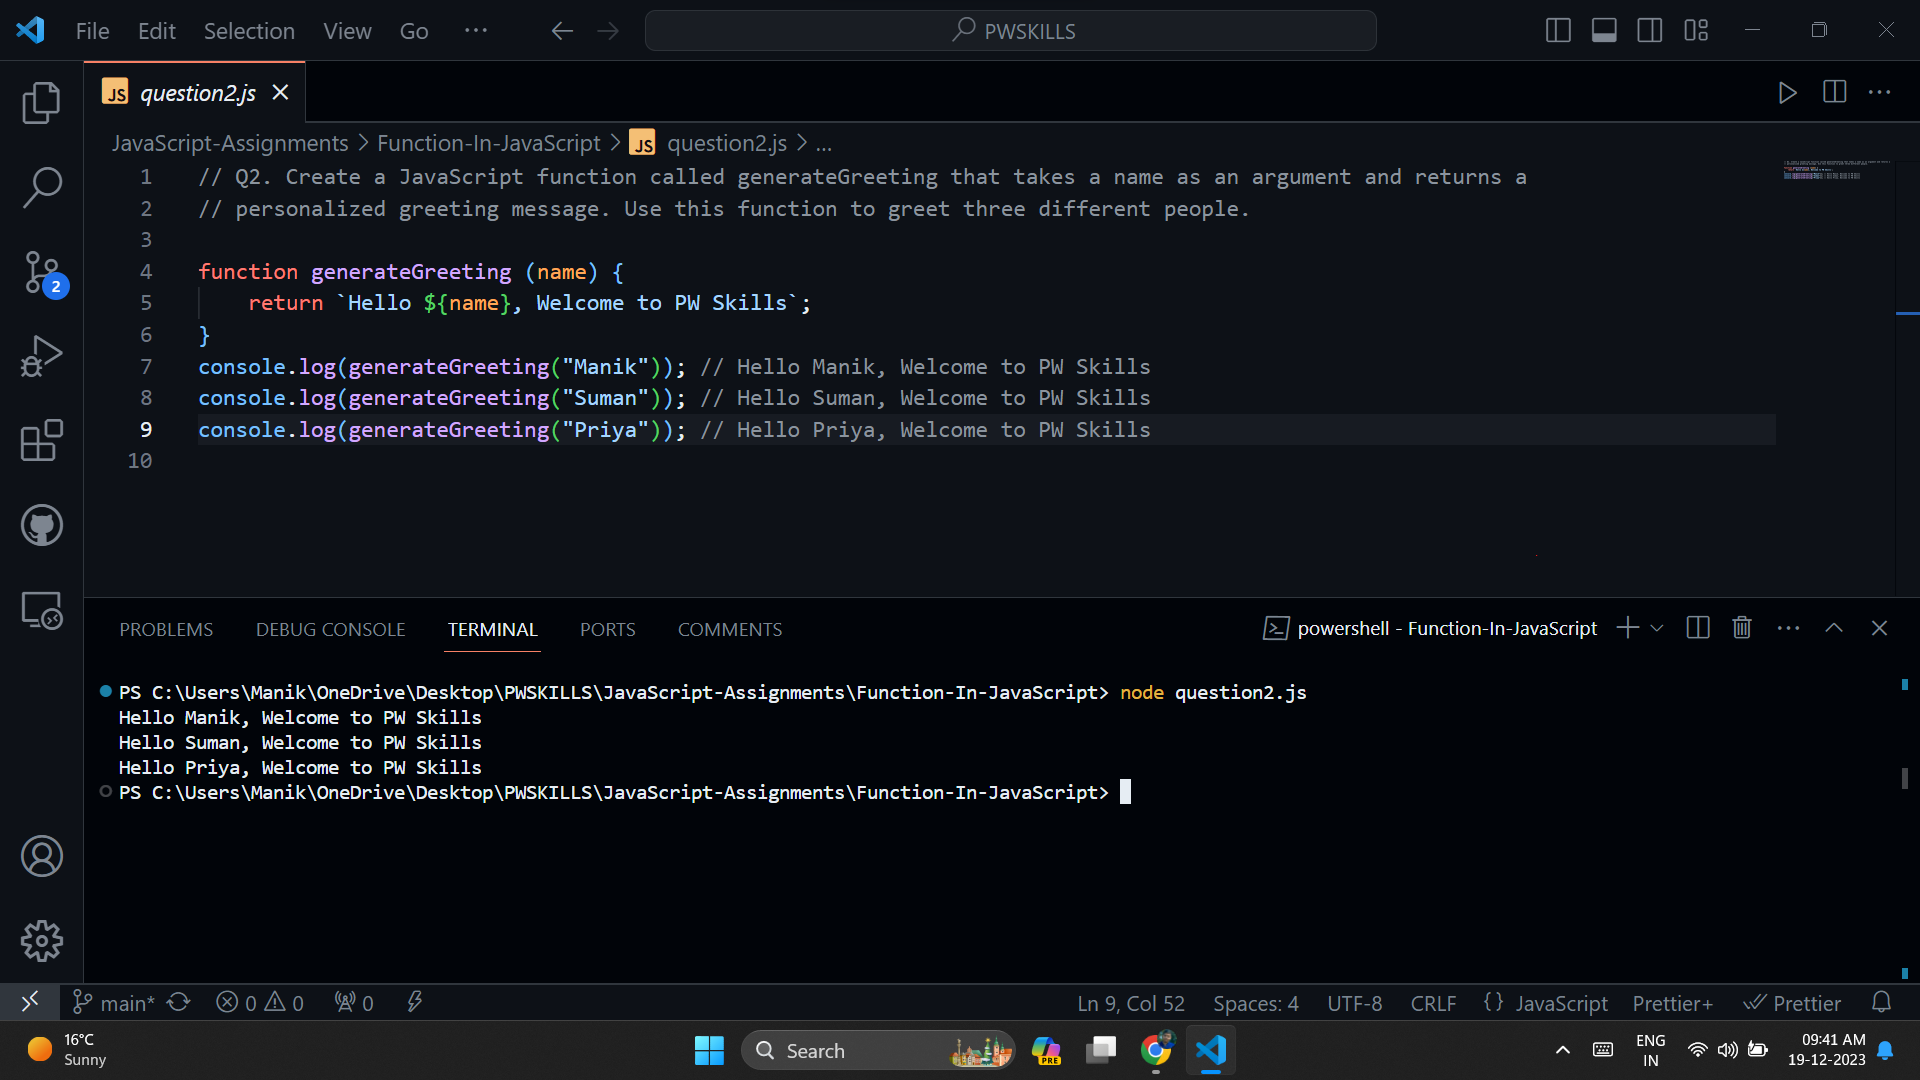 File Edit Selection View Go ··· PWSKILLS
JS question2.js
JavaScript-Assignments > Function-In-JavaScript > JS question2.js > ...
1 // Q2. Create a JavaScript function called generateGreeting that takes a name as an argument and returns a
2 // personalized greeting message. Use this function to greet three different people.
3
4 function generateGreeting (name) {
5     return `Hello ${name}, Welcome to PW Skills`;
6 }
7 console.log(generateGreeting("Manik")); // Hello Manik, Welcome to PW Skills
8 console.log(generateGreeting("Suman")); // Hello Suman, Welcome to PW Skills
9 console.log(generateGreeting("Priya")); // Hello Priya, Welcome to PW Skills
10
2
PROBLEMS DEBUG CONSOLE TERMINAL PORTS COMMENTS powershell - Function-In-JavaScript
PS C:\Users\Manik\OneDrive\Desktop\PWSKILLS\JavaScript-Assignments\Function-In-JavaScript> node question2.js
Hello Manik, Welcome to PW Skills
Hello Suman, Welcome to PW Skills
Hello Priya, Welcome to PW Skills
PS C:\Users\Manik\OneDrive\Desktop\PWSKILLS\JavaScript-Assignments\Function-In-JavaScript>
main* 0 0 0 Ln 9, Col 52 Spaces: 4 UTF-8 CRLF {} JavaScript Prettier+ Prettier
16°C
Sunny
Search
PRE
ENG
IN
09:41 AM
19-12-2023